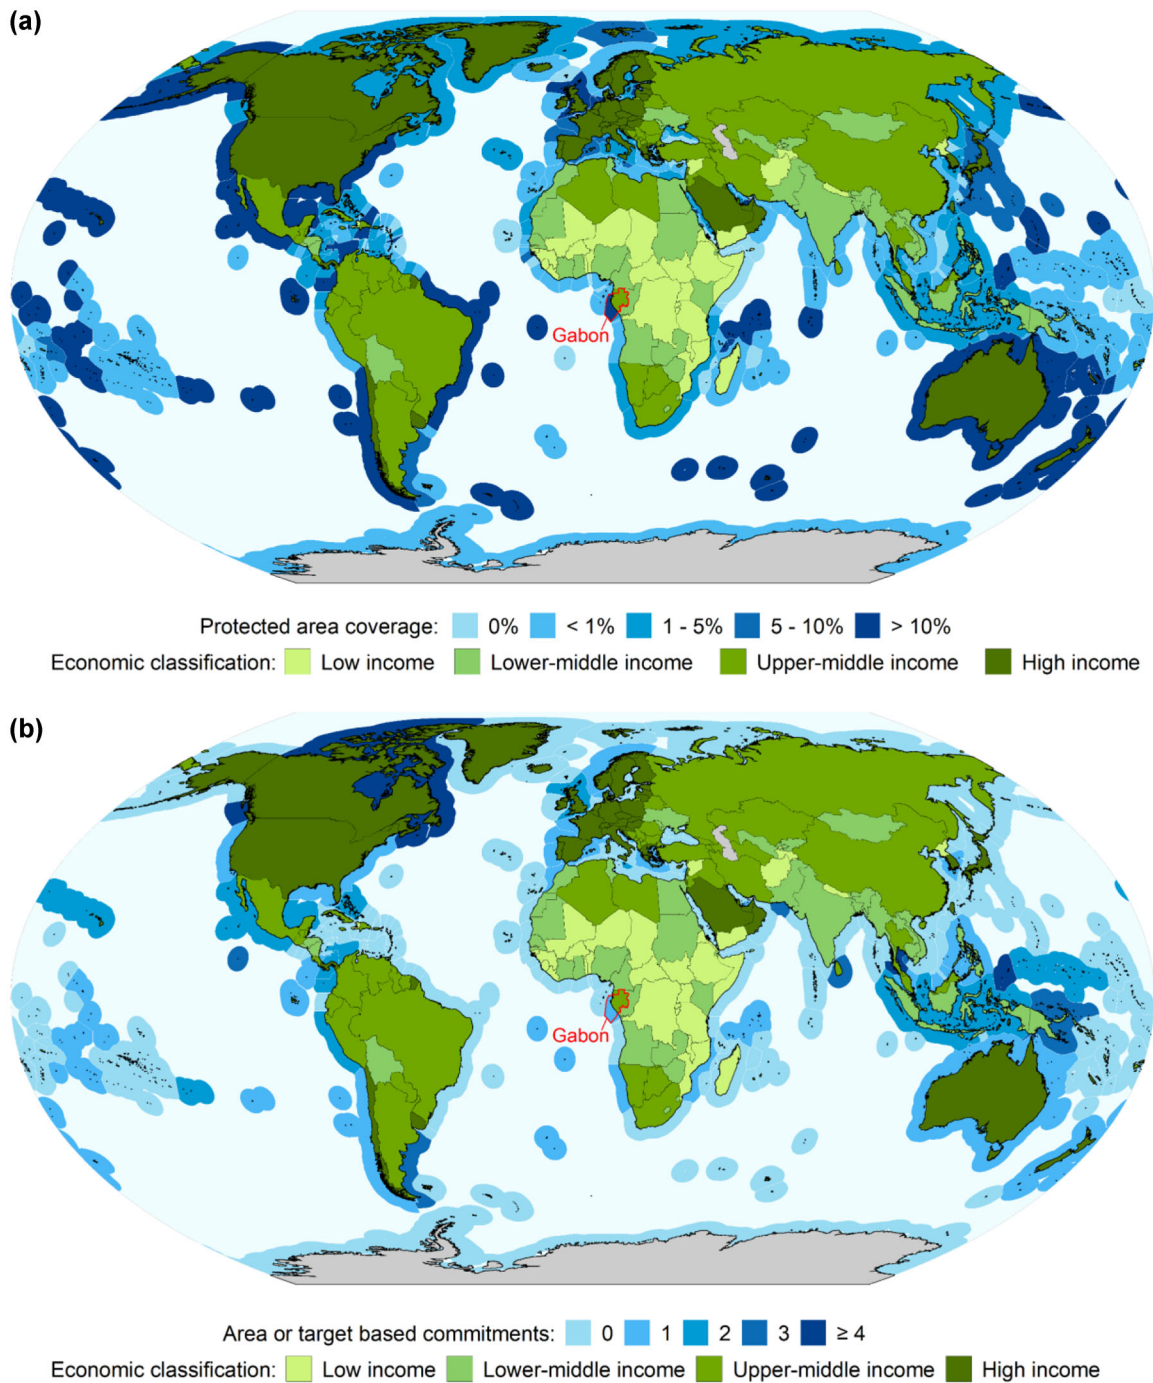 (a)
Gabon
Protected area coverage: 0% < 1% 1 - 5% 5 - 10% > 10%
Economic classification: Low income Lower-middle income Upper-middle income High income
(b)
Gabon
Area or target based commitments: 0 1 2 3 ≥ 4
Economic classification: Low income Lower-middle income Upper-middle income High income